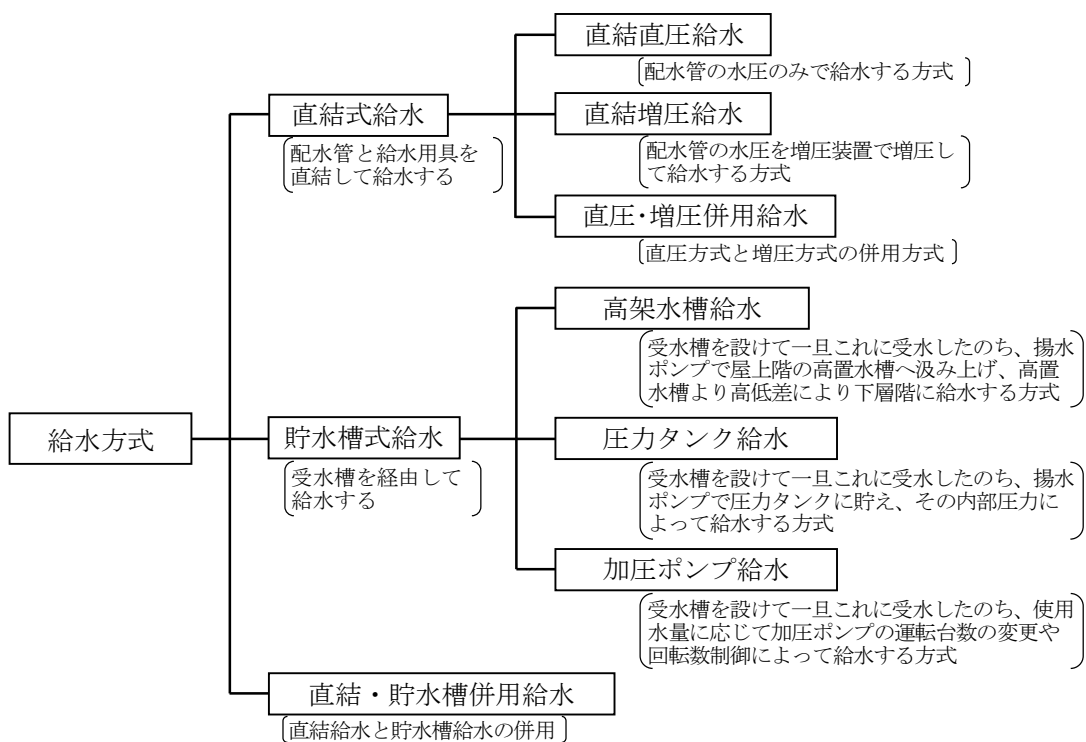 給水方式
直結式給水
配水管と給水用具を
直結して給水する
直結直圧給水
配水管の水圧のみで給水する方式
直結増圧給水
配水管の水圧を増圧装置で増圧し
て給水する方式
直圧・増圧併用給水
直圧方式と増圧方式の併用方式
貯水槽式給水
受水槽を経由して
給水する
高架水槽給水
受水槽を設けて一旦これに受水したのち、揚水
ポンプで屋上階の高置水槽へ汲み上げ、高置
水槽より高低差により下層階に給水する方式
圧力タンク給水
受水槽を設けて一旦これに受水したのち、揚水
ポンプで圧力タンクに貯え、その内部圧力に
よって給水する方式
加圧ポンプ給水
受水槽を設けて一旦これに受水したのち、使用
水量に応じて加圧ポンプの運転台数の変更や
回転数制御によって給水する方式
直結・貯水槽併用給水
直結給水と貯水槽給水の併用